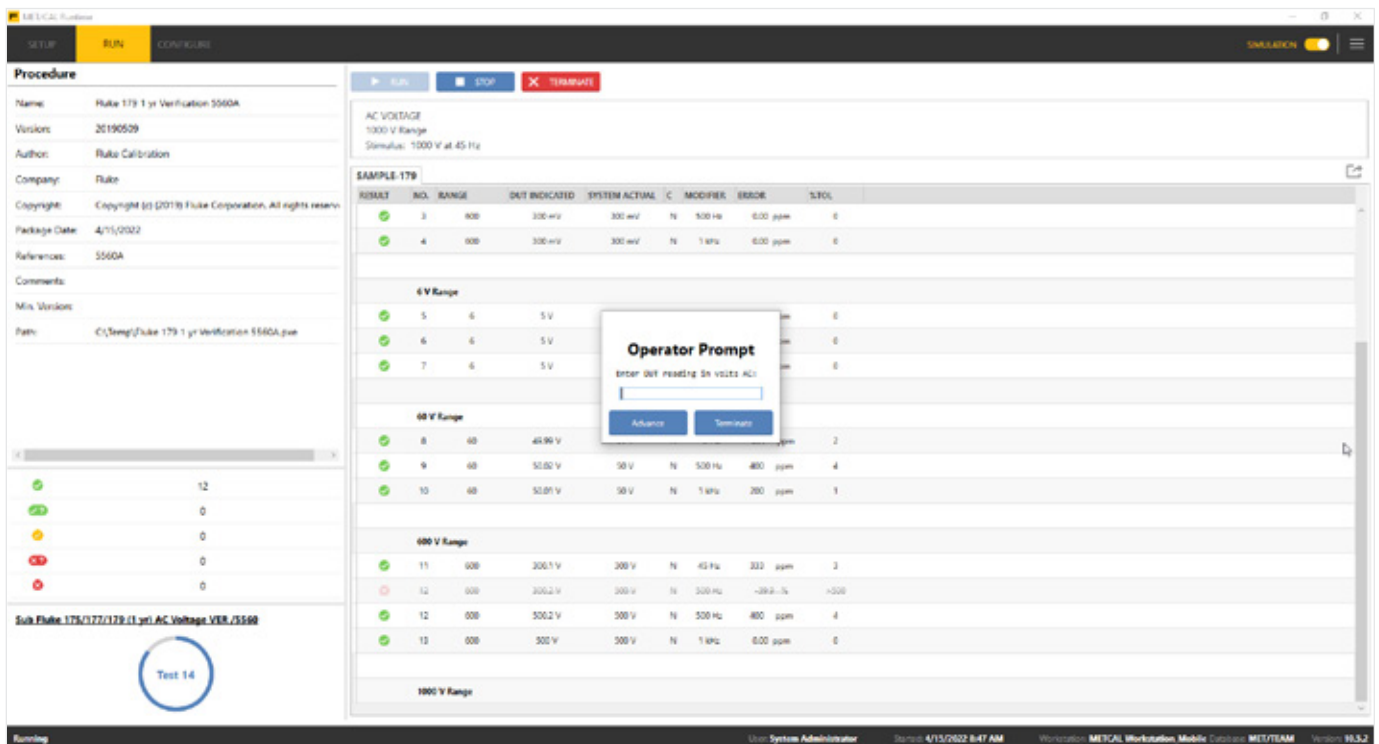 MET/CAL Runtime
SETUP RUN CONFIGURE SIMULATION
Procedure
RUN STOP TERMINATE
Name: Fluke 179 1 yr Verification 5560A
Version: 20190509
Author: Fluke Calibration
Company: Fluke
Copyright: Copyright (c) (2019) Fluke Corporation. All rights reserv
Package Date: 4/15/2022
References: 5560A
Comments:
Min. Version:
Path: C:\Temp\Fluke 179 1 yr Verification 5560A.pxe
12
0
0
0
0
Sub Fluke 175/177/179 (1 yr) AC Voltage VER /5560
Test 14
AC VOLTAGE
1000 V Range
Stimulus: 1000 V at 45 Hz
SAMPLE-179
RESULT NO. RANGE DUT INDICATED SYSTEM ACTUAL C MODIFIER ERROR %TOL
3 600 300 mV 300 mV N 500 Hz 0.00 ppm 0
4 600 300 mV 300 mV N 1 kHz 0.00 ppm 0
6 V Range
5 6 5 V 0
6 6 5 V 0
7 6 5 V 0
60 V Range
8 60 49.99 V ppm 2
9 60 50.02 V 50 V N 500 Hz 400 ppm 4
10 60 50.01 V 50 V N 1 kHz 200 ppm 1
600 V Range
11 600 300.1 V 300 V N 45 Hz 333 ppm 3
12 600 300.2 V 500 V N 500 Hz >500
12 600 500.2 V 500 V N 500 Hz 400 ppm 4
13 600 500 V 500 V N 1 kHz 0.00 ppm 0
1000 V Range
Operator Prompt
Enter DUT reading in volts AC:
Advance Terminate
Running User: System Administrator Started: 4/15/2022 8:47 AM Workstation: METCAL Workstation_Mobile Database: MET/TEAM Version: 10.5.2